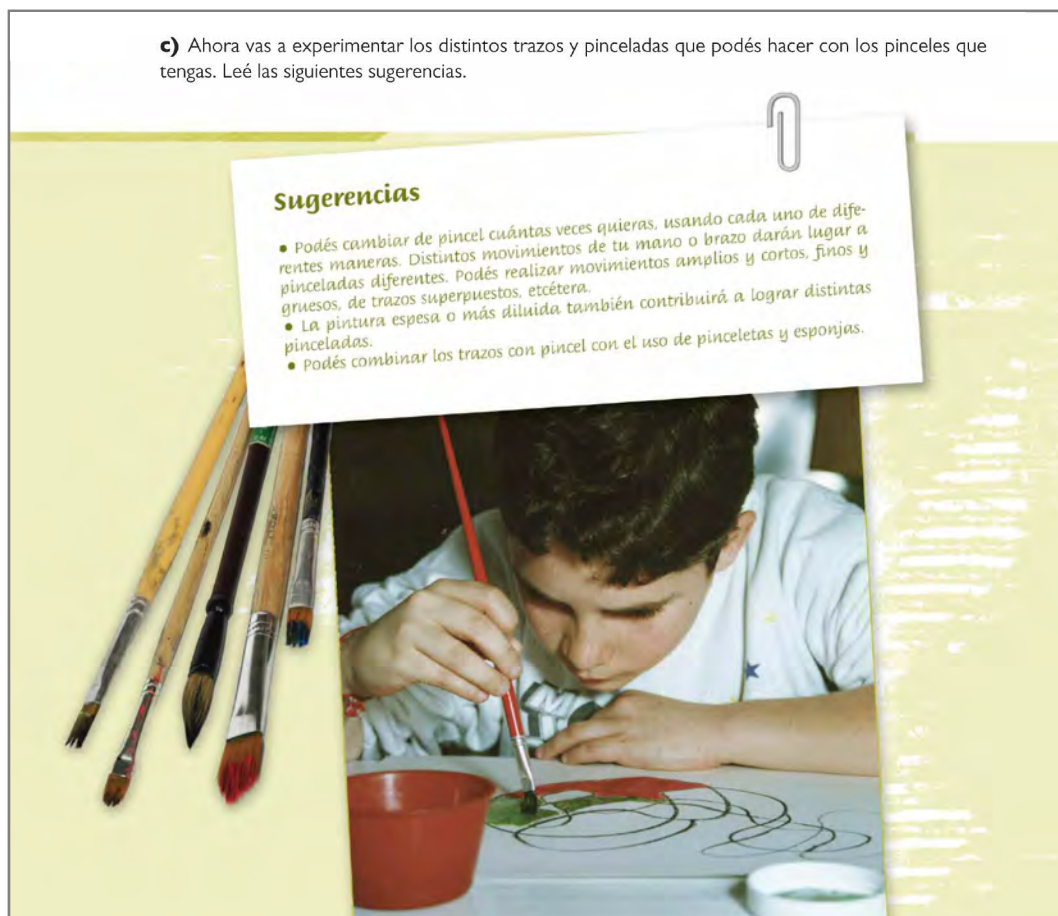 c) Ahora vas a experimentar los distintos trazos y pinceladas que podés hacer con los pinceles que
tengas. Leé las siguientes sugerencias.
Sugerencias
• Podés cambiar de pincel cuántas veces quieras, usando cada uno de dife-
rentes maneras. Distintos movimientos de tu mano o brazo darán lugar a
pinceladas diferentes. Podés realizar movimientos amplios y cortos, finos y
gruesos, de trazos superpuestos, etcétera.
• La pintura espesa o más diluida también contribuirá a lograr distintas
pinceladas.
• Podés combinar los trazos con pincel con el uso de pinceletas y esponjas.